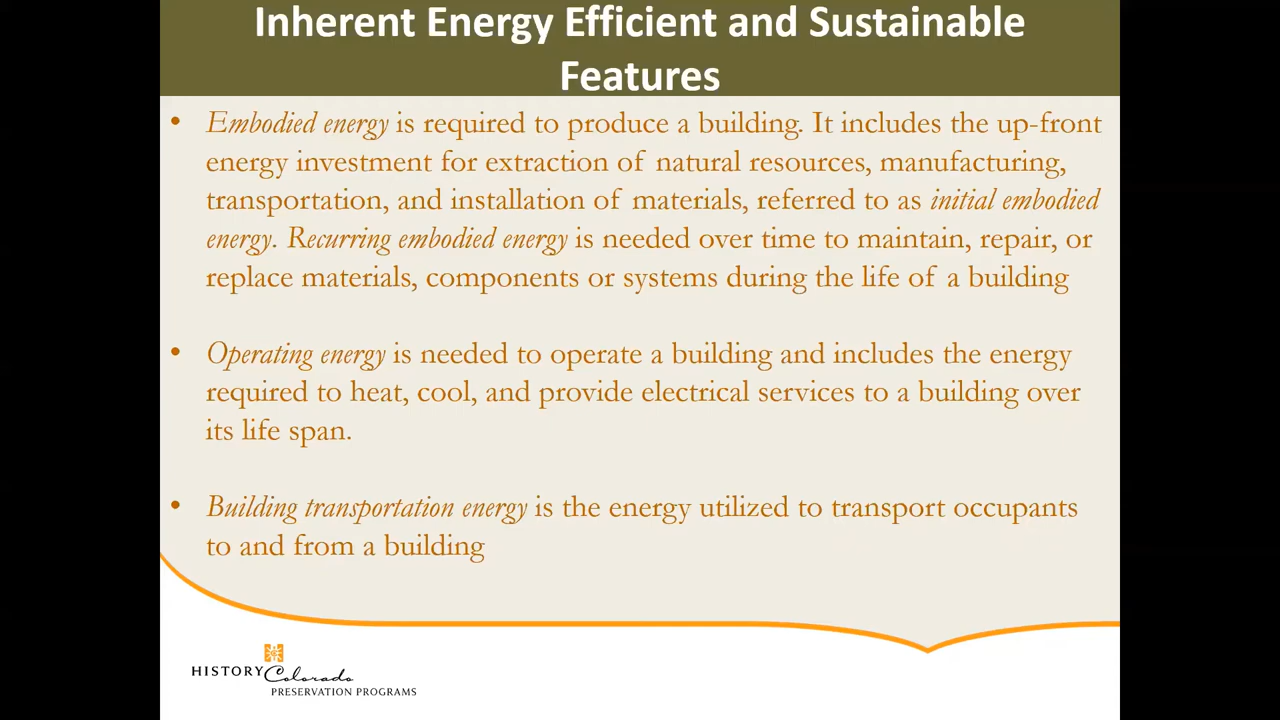 Inherent Energy Efficient and Sustainable
Features
• Embodied energy is required to produce a building. It includes the up-front
energy investment for extraction of natural resources, manufacturing,
transportation, and installation of materials, referred to as initial embodied
energy. Recurring embodied energy is needed over time to maintain, repair, or
replace materials, components or systems during the life of a building
• Operating energy is needed to operate a building and includes the energy
required to heat, cool, and provide electrical services to a building over
its life span.
• Building transportation energy is the energy utilized to transport occupants
to and from a building
HISTORY Colorado
PRESERVATION PROGRAMS